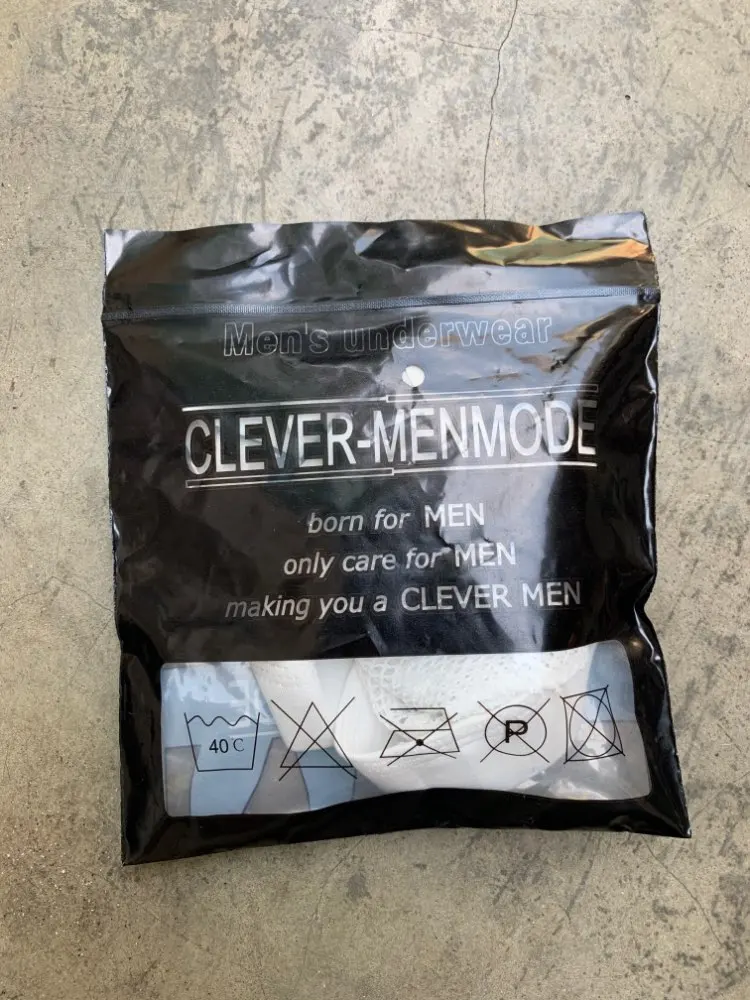 Men's underwear
CLEVER-MENMODE
born for MEN
only care for MEN
making you a CLEVER MEN
40℃
P